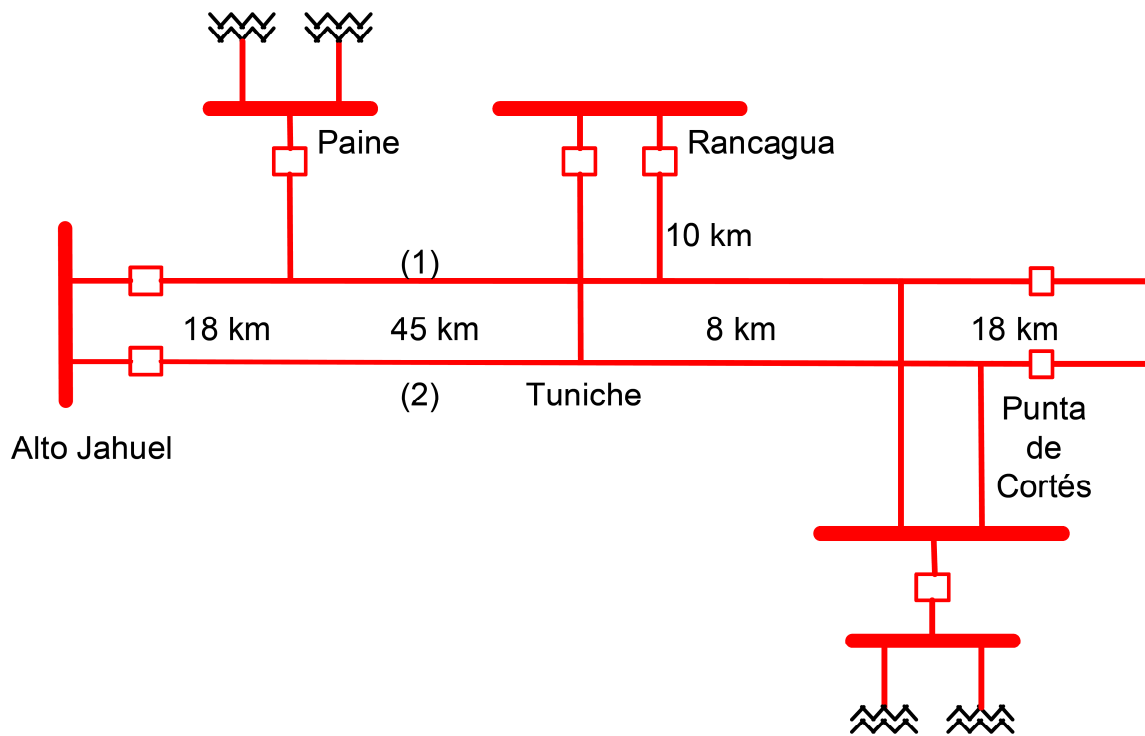 Paine
Rancagua
10 km
(1)
18 km
45 km
8 km
18 km
(2)
Tuniche
Alto Jahuel
Punta
de
Cortés